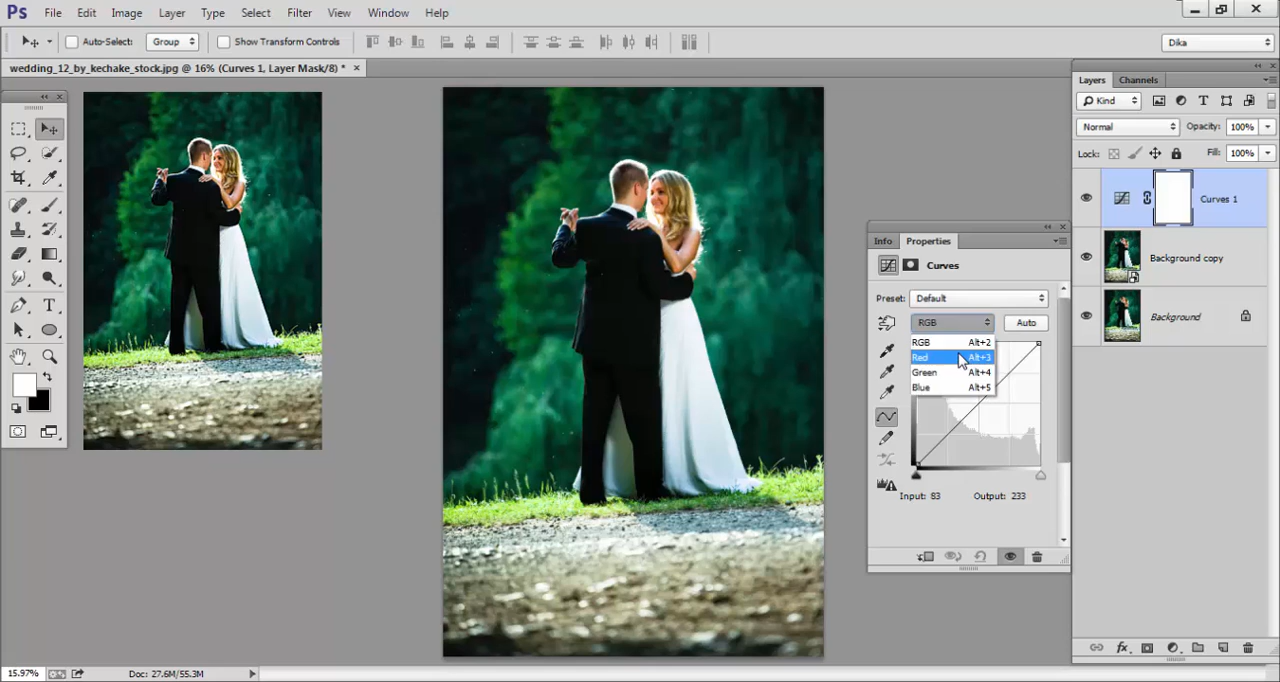 Ps File Edit Image Layer Type Select Filter View Window Help
Auto-Select: Group Show Transform Controls Dika
wedding_12_by_kechake_stock.jpg @ 16% (Curves 1, Layer Mask/8) * ×
Layers Channels
Kind
Normal Opacity: 100%
Lock: Fill: 100%
Curves 1
Background copy
Background
Info Properties
Curves
Preset: Default
RGB Auto
RGB Alt+2
Red Alt+3
Green Alt+4
Blue Alt+5
Input: 83 Output: 233
15.97% Doc: 27.6M/55.3M
fx